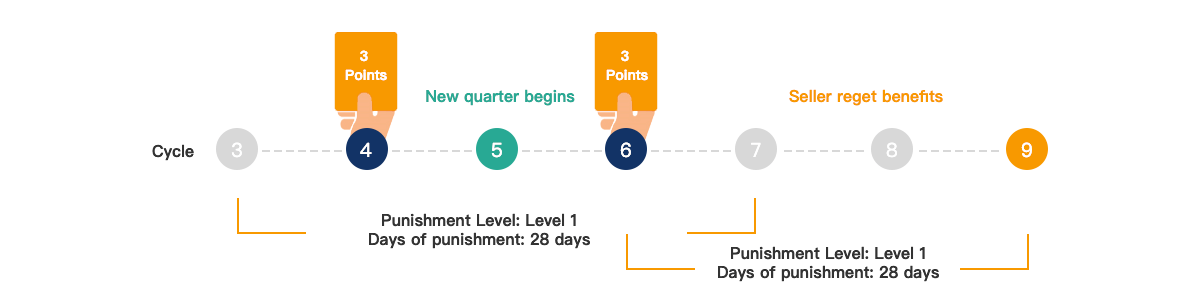 3
Points
3
Points
New quarter begins
Seller reget benefits
Cycle
3
4
5
6
7
8
9
Punishment Level: Level 1
Days of punishment: 28 days
Punishment Level: Level 1
Days of punishment: 28 days